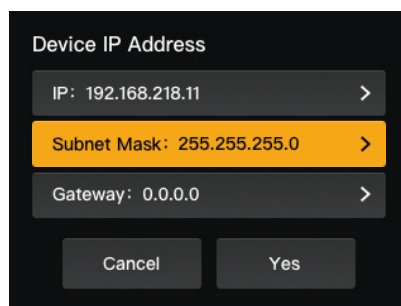 Device IP Address
IP: 192.168.218.11
Subnet Mask: 255.255.255.0
Gateway: 0.0.0.0
Cancel
Yes